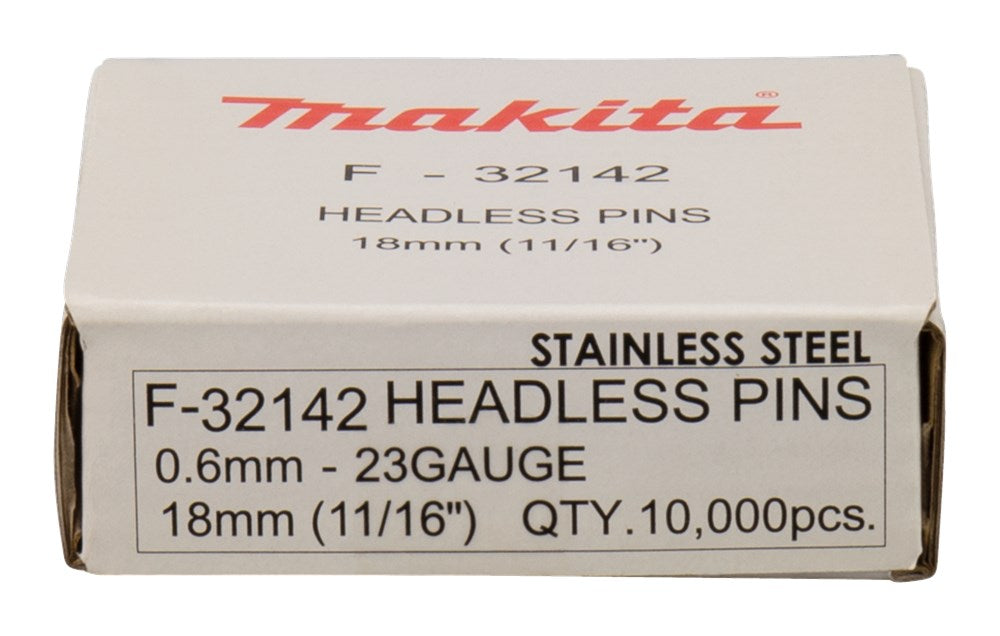 makita®
F - 32142
HEADLESS PINS
18mm (11/16")
STAINLESS STEEL
F-32142 HEADLESS PINS
0.6mm - 23GAUGE
18mm (11/16") QTY.10,000pcs.